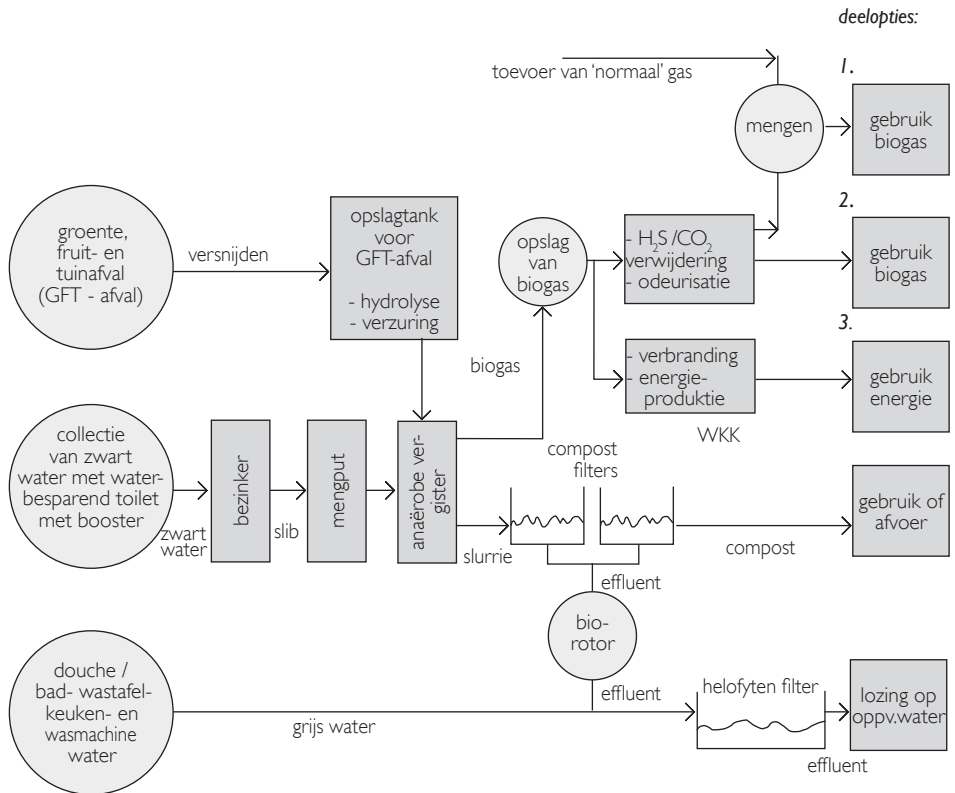 deelopties:
toevoer van 'normaal' gas
1.
mengen
gebruik
biogas
groente,
fruit- en
tuinafval
(GFT - afval)
versnijden
opslagtank
voor
GFT-afval
- hydrolyse
- verzuring
opslag
van
biogas
- H₂S /CO₂
verwijdering
- odeurisatie
2.
gebruik
biogas
biogas
- verbranding
- energie-
produktie
WKK
3.
gebruik
energie
collectie
van zwart
water met water-
besparend toilet
met booster
zwart
water
bezinker
slib
mengput
anaërobe ver-
gister
slurrie
compost
filters
compost
gebruik of
afvoer
effluent
bio-
rotor
effluent
douche /
bad- wastafel-
keuken- en
wasmachine
water
grijs water
helofyten filter
effluent
lozing op
oppv.water